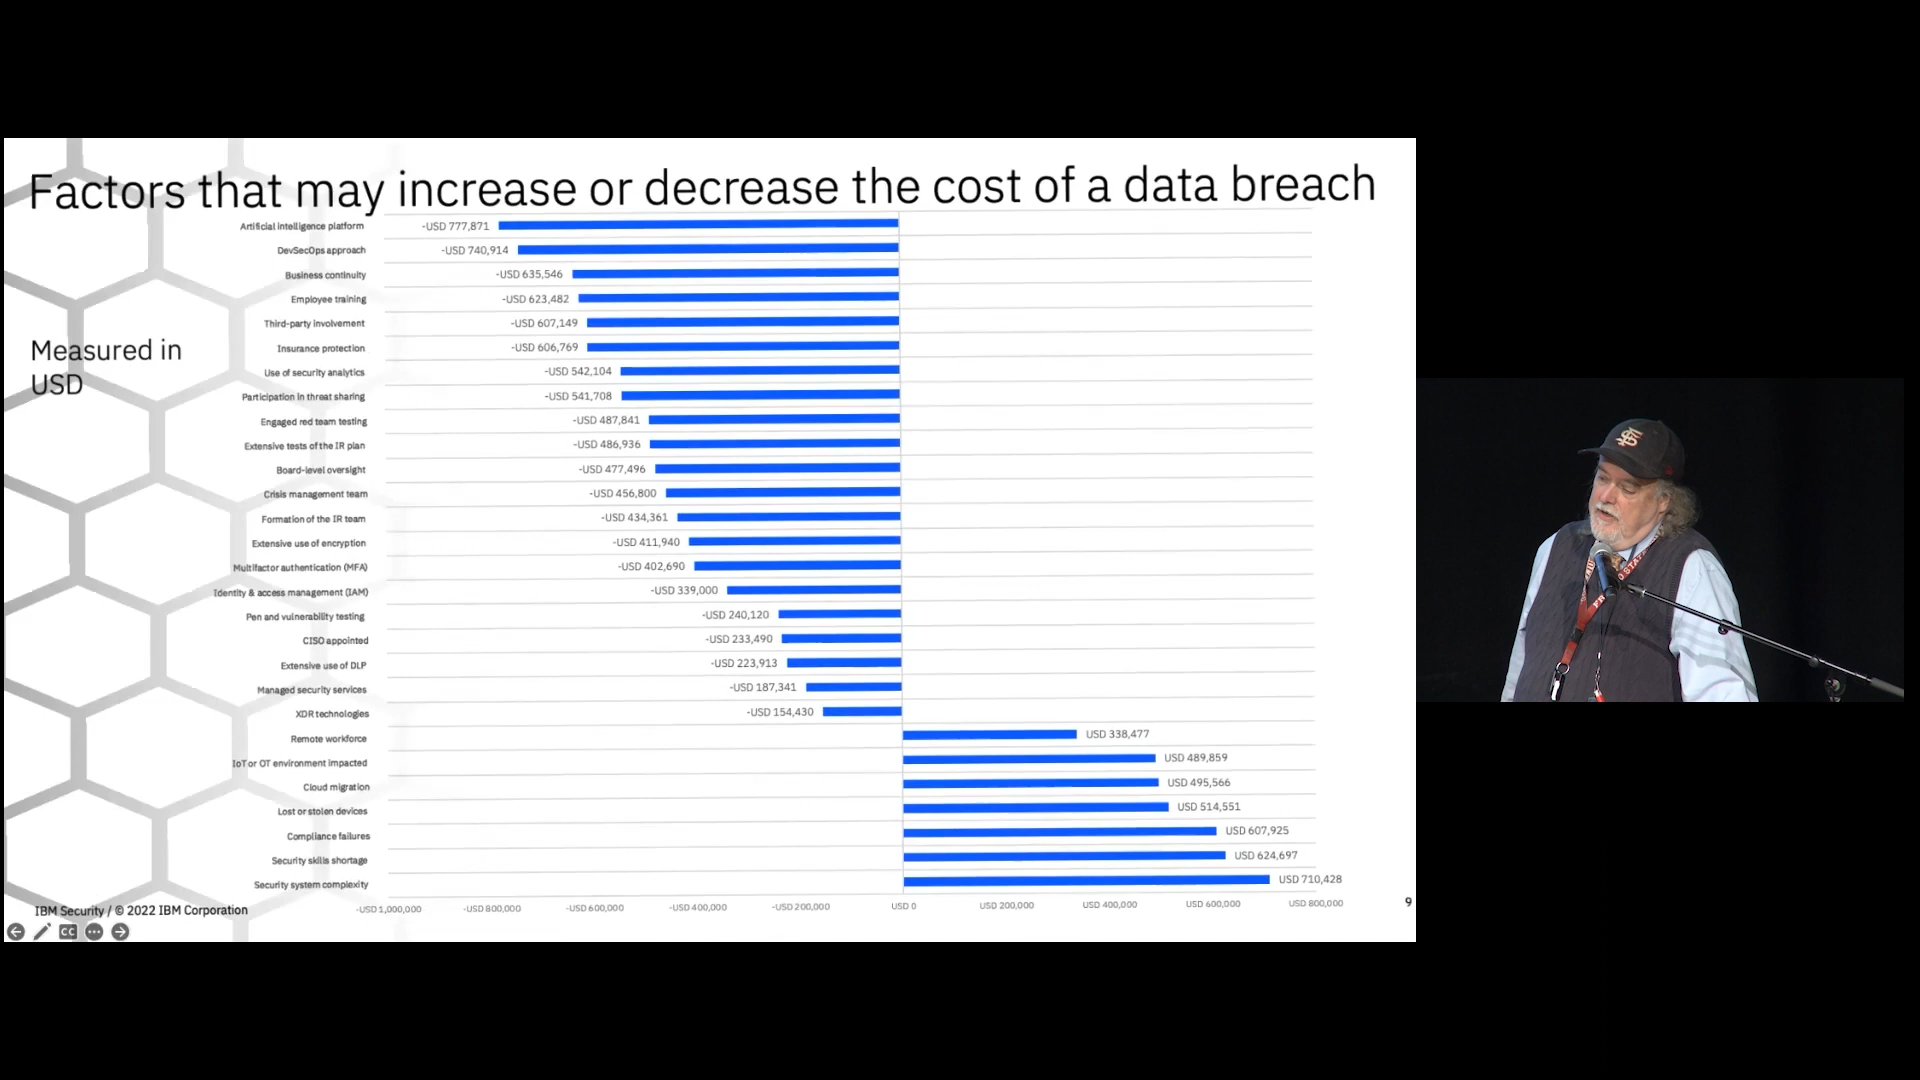 Factors that may increase or decrease the cost of a data breach
Measured in
USD
Artificial intelligence platform -USD 777,871
DevSecOps approach -USD 740,914
Business continuity -USD 635,546
Employee training -USD 623,482
Third-party involvement -USD 607,149
Insurance protection -USD 606,769
Use of security analytics -USD 542,104
Participation in threat sharing -USD 541,708
Engaged red team testing -USD 487,841
Extensive tests of the IR plan -USD 486,936
Board-level oversight -USD 477,496
Crisis management team -USD 456,800
Formation of the IR team -USD 434,361
Extensive use of encryption -USD 411,940
Multifactor authentication (MFA) -USD 402,690
Identity & access management (IAM) -USD 339,000
Pen and vulnerability testing -USD 240,120
CISO appointed -USD 233,490
Extensive use of DLP -USD 223,913
Managed security services -USD 187,341
XDR technologies -USD 154,430
Remote workforce USD 338,477
IoT or OT environment impacted USD 489,859
Cloud migration USD 495,566
Lost or stolen devices USD 514,551
Compliance failures USD 607,925
Security skills shortage USD 624,697
Security system complexity USD 710,428
-USD 1,000,000 -USD 800,000 -USD 600,000 -USD 400,000 -USD 200,000 USD 0 USD 200,000 USD 400,000 USD 600,000 USD 800,000
IBM Security / © 2022 IBM Corporation
9
CC